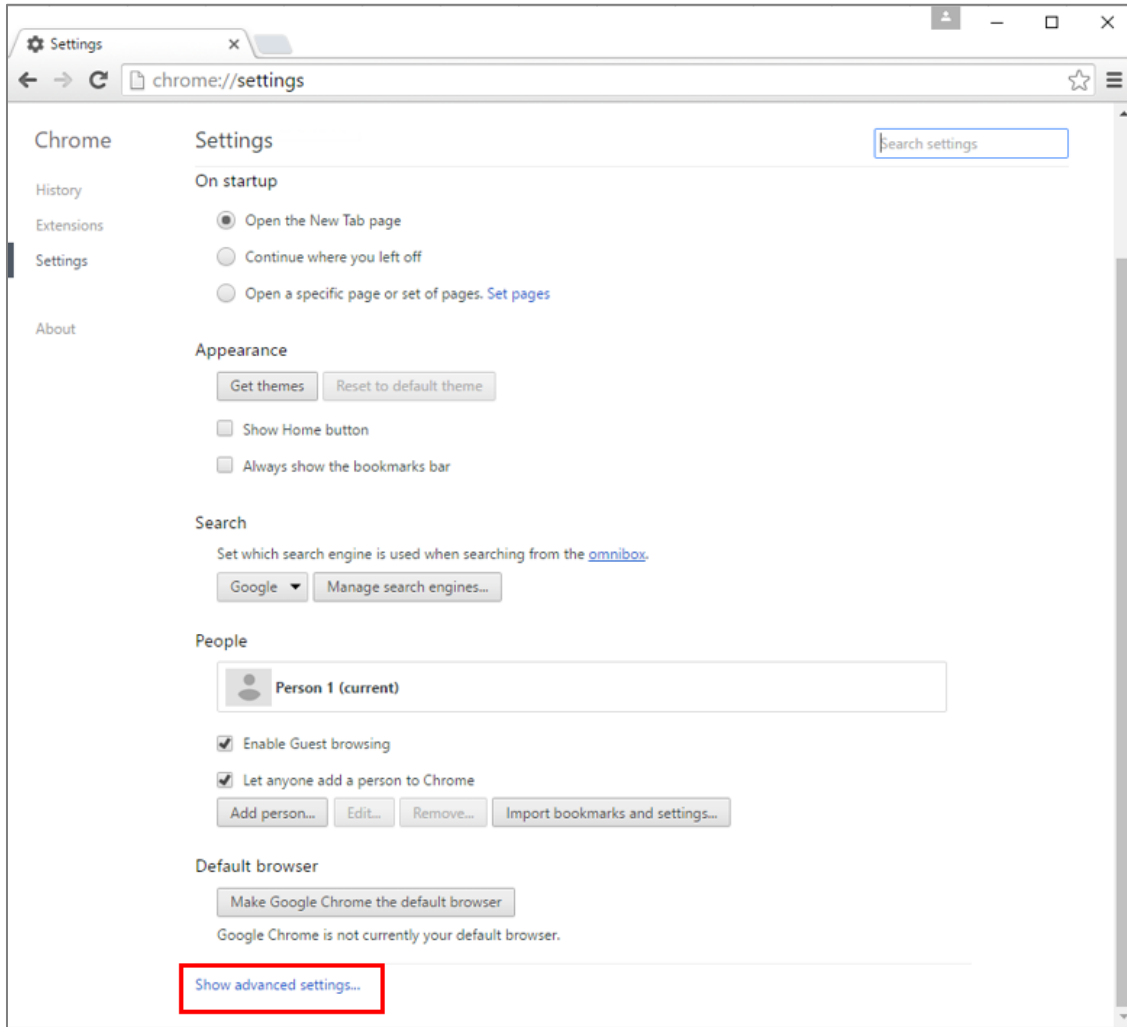 Settings
chrome://settings
Chrome
Settings
Search settings
History
Extensions
Settings
About
On startup
Open the New Tab page
Continue where you left off
Open a specific page or set of pages. Set pages
Appearance
Get themes Reset to default theme
Show Home button
Always show the bookmarks bar
Search
Set which search engine is used when searching from the omnibox.
Google Manage search engines...
People
Person 1 (current)
Enable Guest browsing
Let anyone add a person to Chrome
Add person... Edit... Remove... Import bookmarks and settings...
Default browser
Make Google Chrome the default browser
Google Chrome is not currently your default browser.
Show advanced settings...